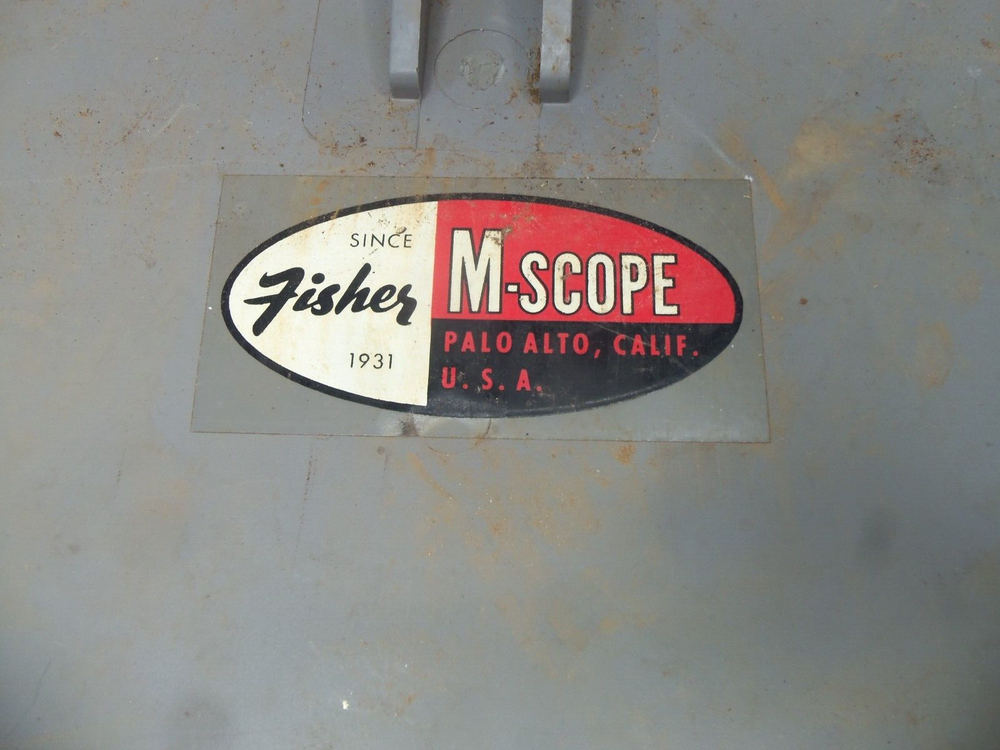 SINCE
Fisher
1931
M-SCOPE
PALO ALTO, CALIF.
U. S. A.